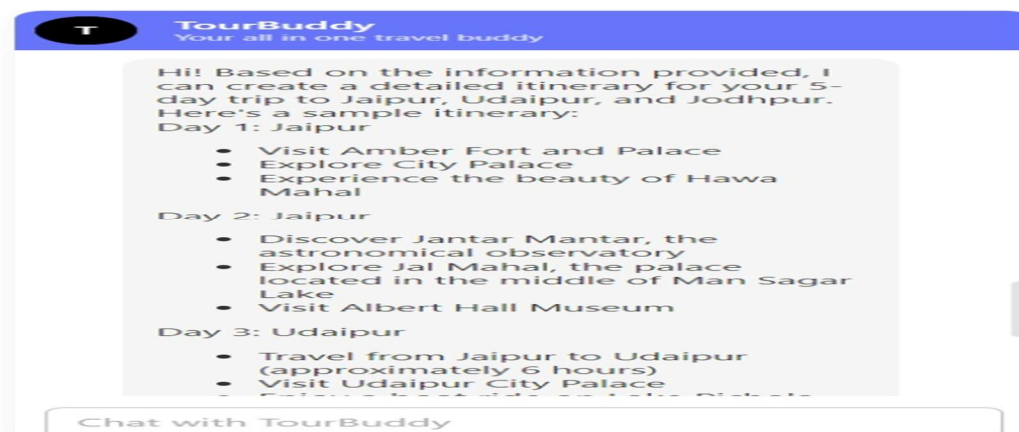 T
TourBuddy
Your all in one travel buddy
Hi! Based on the information provided, I
can create a detailed itinerary for your 5-
day trip to Jaipur, Udaipur, and Jodhpur.
Here's a sample itinerary:
Day 1: Jaipur
Visit Amber Fort and Palace
Explore City Palace
Experience the beauty of Hawa
Mahal
Day 2: Jaipur
Discover Jantar Mantar, the
astronomical observatory
Explore Jal Mahal, the palace
located in the middle of Man Sagar
Lake
Visit Albert Hall Museum
Day 3: Udaipur
Travel from Jaipur to Udaipur
(approximately 6 hours)
Visit Udaipur City Palace
Chat with TourBuddy